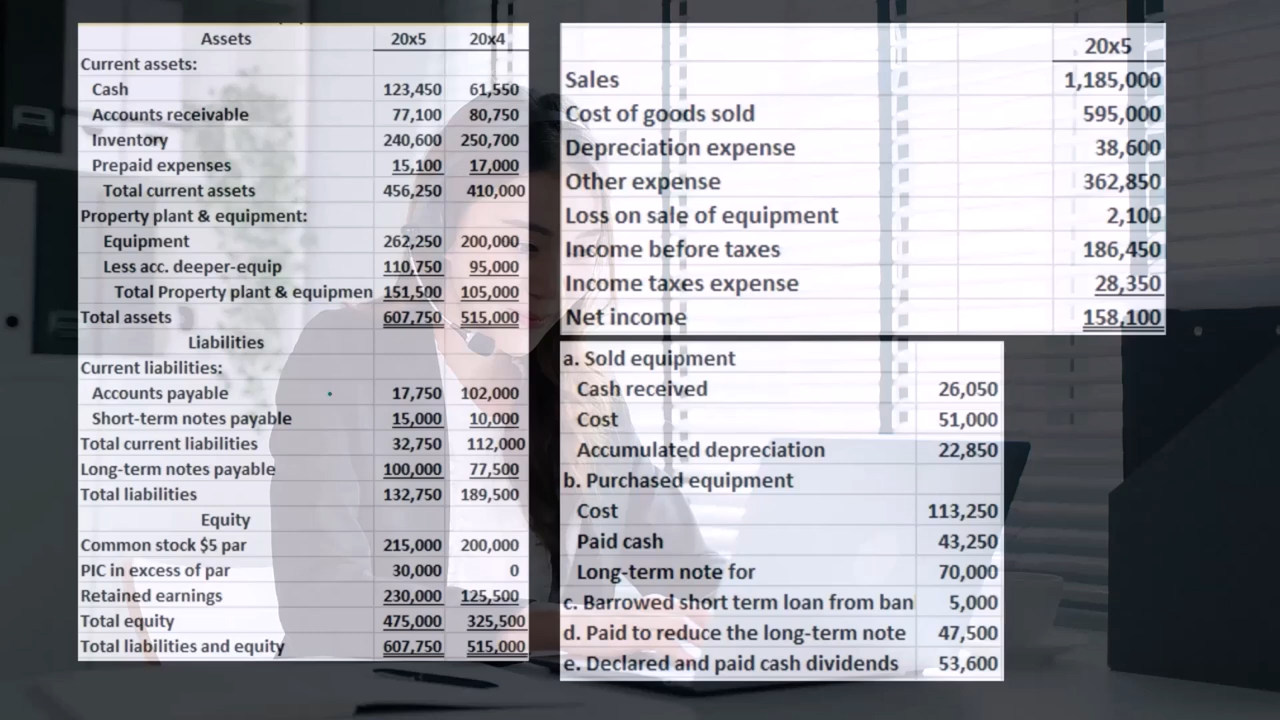 Assets 20x5 20x4
Current assets:
Cash 123,450 61,550
Accounts receivable 77,100 80,750
Inventory 240,600 250,700
Prepaid expenses 15,100 17,000
Total current assets 456,250 410,000
Property plant & equipment:
Equipment 262,250 200,000
Less acc. deeper-equip 110,750 95,000
Total Property plant & equipmen 151,500 105,000
Total assets 607,750 515,000
Liabilities
Current liabilities:
Accounts payable 17,750 102,000
Short-term notes payable 15,000 10,000
Total current liabilities 32,750 112,000
Long-term notes payable 100,000 77,500
Total liabilities 132,750 189,500
Equity
Common stock $5 par 215,000 200,000
PIC in excess of par 30,000 0
Retained earnings 230,000 125,500
Total equity 475,000 325,500
Total liabilities and equity 607,750 515,000
20x5
Sales 1,185,000
Cost of goods sold 595,000
Depreciation expense 38,600
Other expense 362,850
Loss on sale of equipment 2,100
Income before taxes 186,450
Income taxes expense 28,350
Net income 158,100
a. Sold equipment
Cash received 26,050
Cost 51,000
Accumulated depreciation 22,850
b. Purchased equipment
Cost 113,250
Paid cash 43,250
Long-term note for 70,000
c. Barrowed short term loan from ban 5,000
d. Paid to reduce the long-term note 47,500
e. Declared and paid cash dividends 53,600